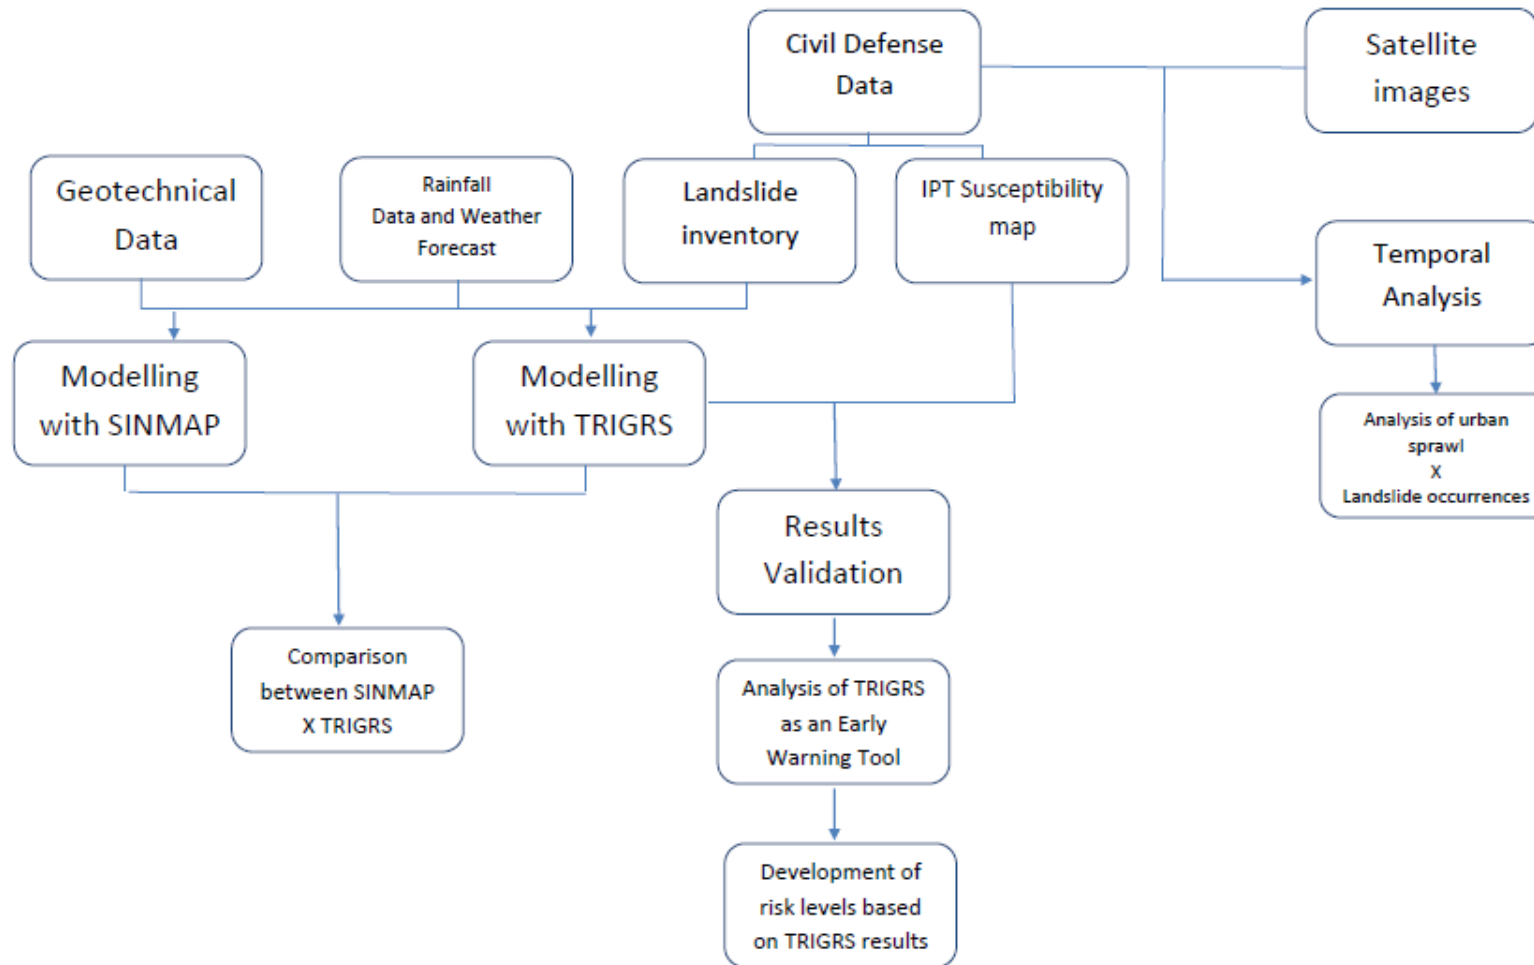 Civil Defense
Data
Satellite
images
Geotechnical
Data
Rainfall
Data and Weather
Forecast
Landslide
inventory
IPT Susceptibility
map
Temporal
Analysis
Modelling
with SINMAP
Modelling
with TRIGRS
Analysis of urban
sprawl
X
Landslide occurrences
Results
Validation
Comparison
between SINMAP
X TRIGRS
Analysis of TRIGRS
as an Early
Warning Tool
Development of
risk levels based
on TRIGRS results